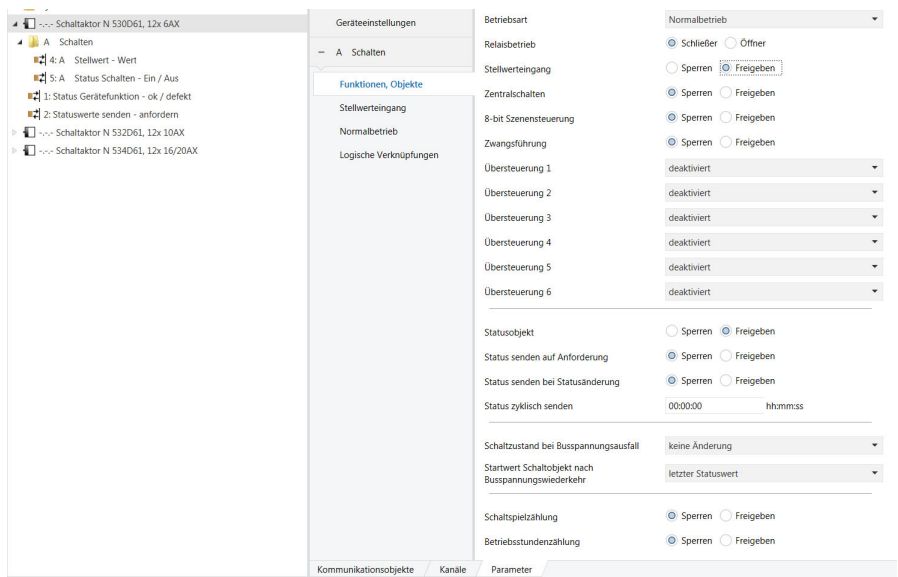 -.-.- Schaltaktor N 530D61, 12x 6AX
A Schalten
4: A Stellwert - Wert
5: A Status Schalten - Ein / Aus
1: Status Gerätefunktion - ok / defekt
2: Statuswerte senden - anfordern
-.-.- Schaltaktor N 532D61, 12x 10AX
-.-.- Schaltaktor N 534D61, 12x 16/20AX
Geräteeinstellungen
− A Schalten
Funktionen, Objekte
Stellwerteingang
Normalbetrieb
Logische Verknüpfungen
Betriebsart Normalbetrieb
Relaisbetrieb Schließer Öffner
Stellwerteingang Sperren Freigeben
Zentralschalten Sperren Freigeben
8-bit Szenensteuerung Sperren Freigeben
Zwangsführung Sperren Freigeben
Übersteuerung 1 deaktiviert
Übersteuerung 2 deaktiviert
Übersteuerung 3 deaktiviert
Übersteuerung 4 deaktiviert
Übersteuerung 5 deaktiviert
Übersteuerung 6 deaktiviert
Statusobjekt Sperren Freigeben
Status senden auf Anforderung Sperren Freigeben
Status senden bei Statusänderung Sperren Freigeben
Status zyklisch senden 00:00:00 hh:mm:ss
Schaltzustand bei Busspannungsausfall keine Änderung
Startwert Schaltobjekt nach
Busspannungswiederkehr letzter Statuswert
Schaltspielzählung Sperren Freigeben
Betriebsstundenzählung Sperren Freigeben
Kommunikationsobjekte Kanäle Parameter